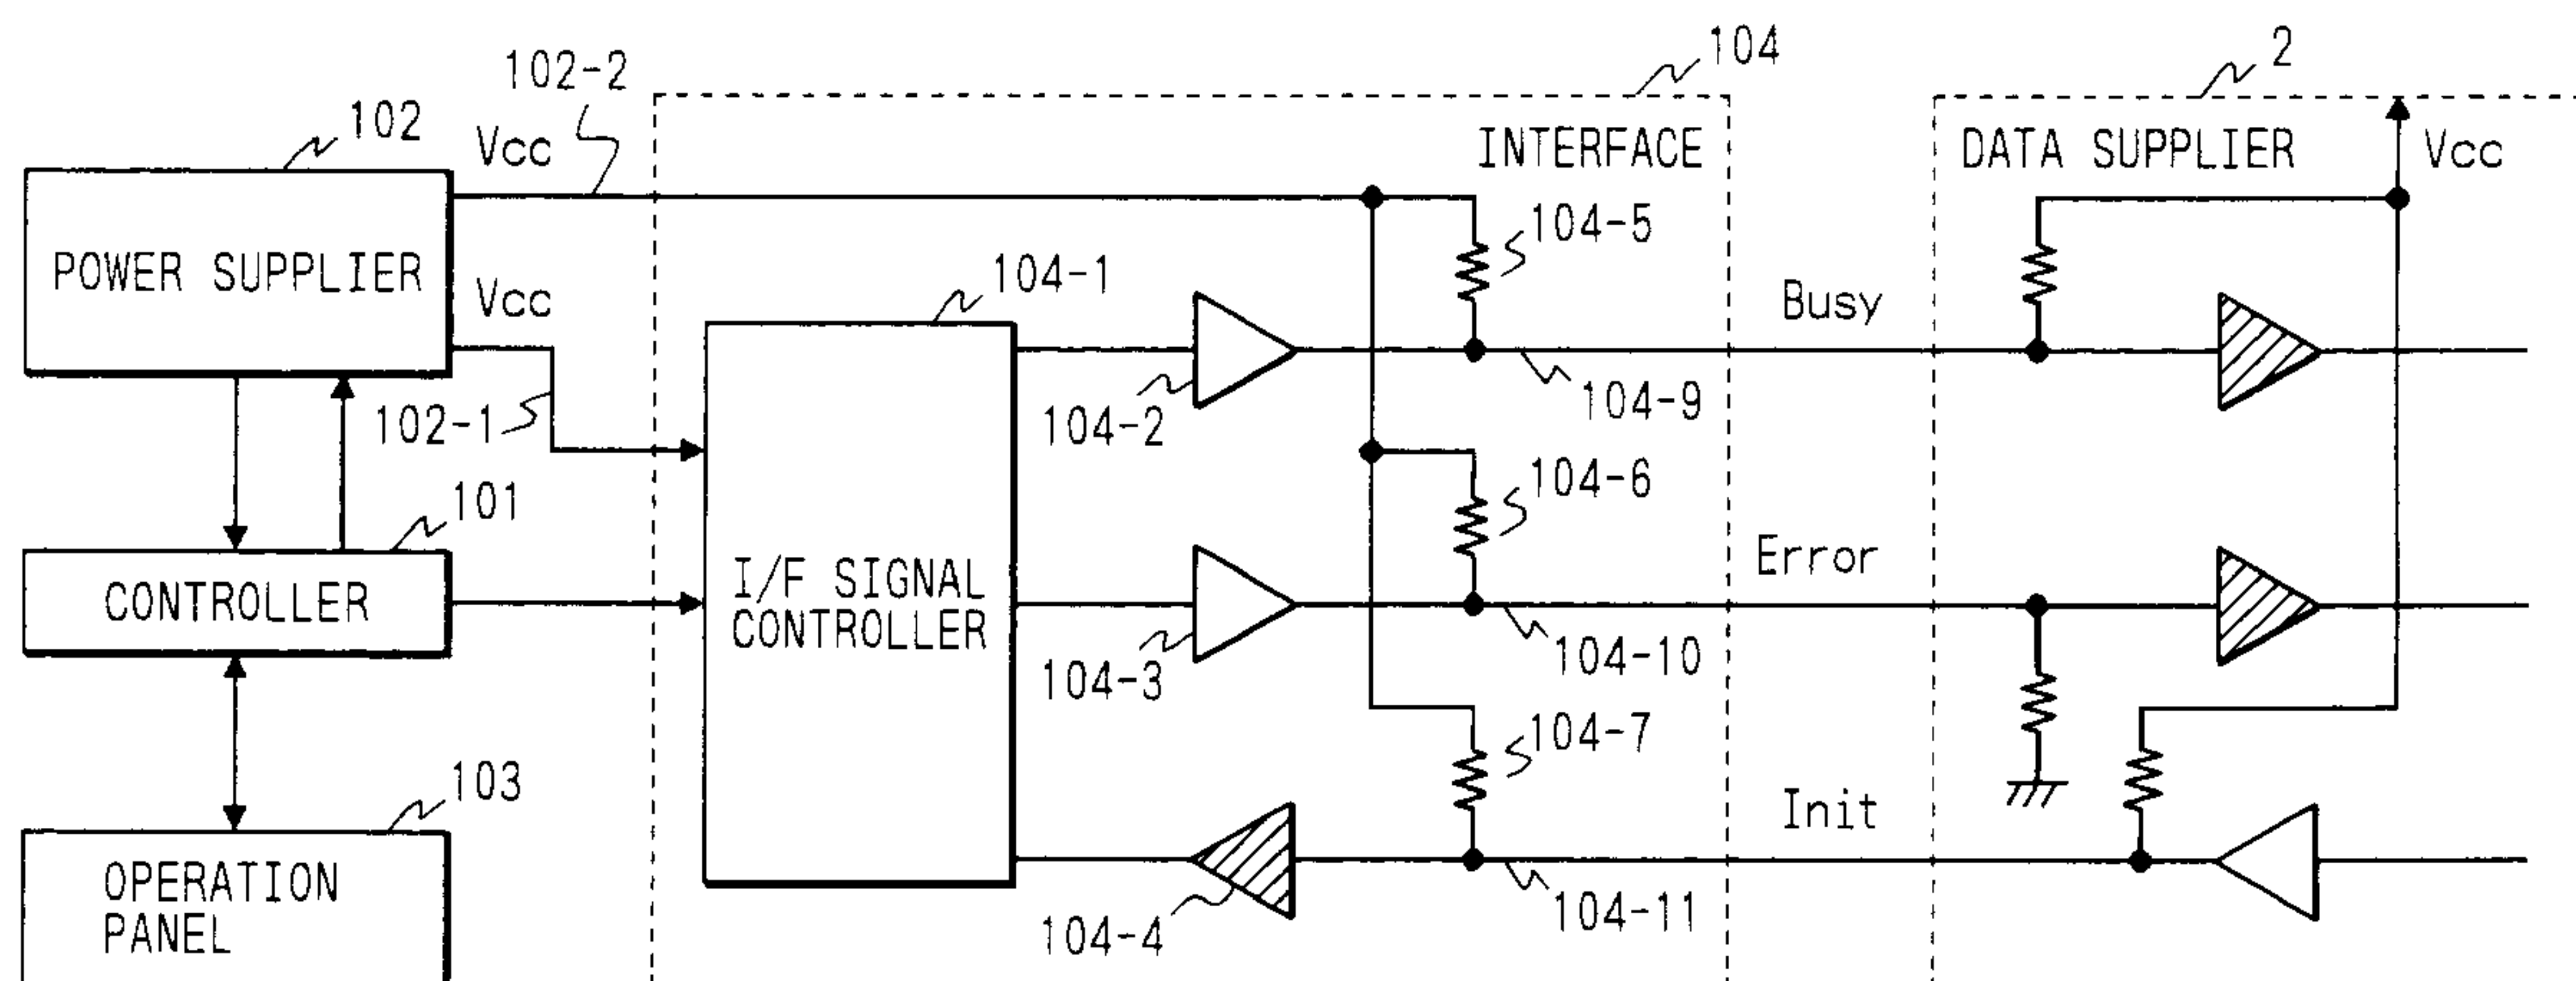 104
2
102-2
102
Vcc
INTERFACE
DATA SUPPLIER
Vcc
104-5
POWER SUPPLIER
Vcc
104-1
Busy
102-1
104-2
104-9
104-6
101
Error
CONTROLLER
I/F SIGNAL
CONTROLLER
104-3
104-10
104-7
103
Init
OPERATION
PANEL
104-4
104-11